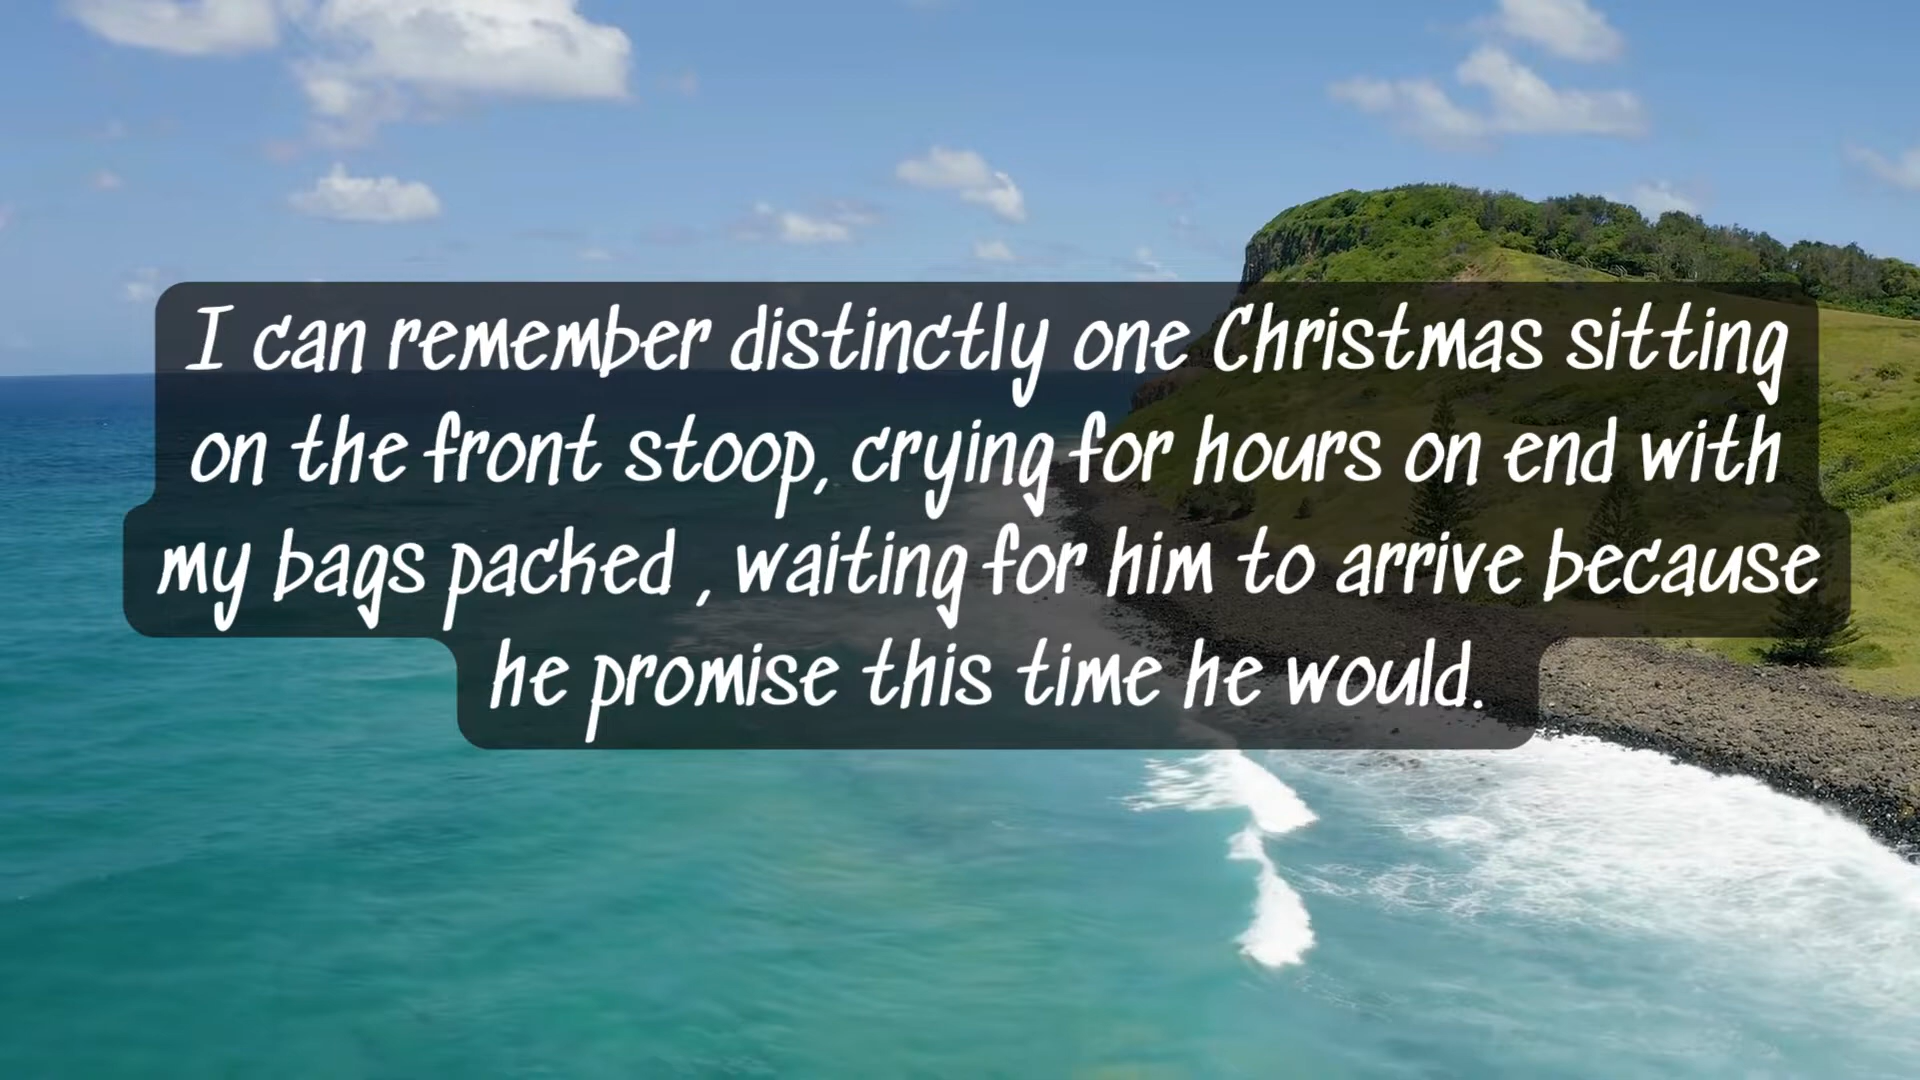 I can remember distinctly one Christmas sitting
on the front stoop, crying for hours on end with
my bags packed , waiting for him to arrive because
he promise this time he would.